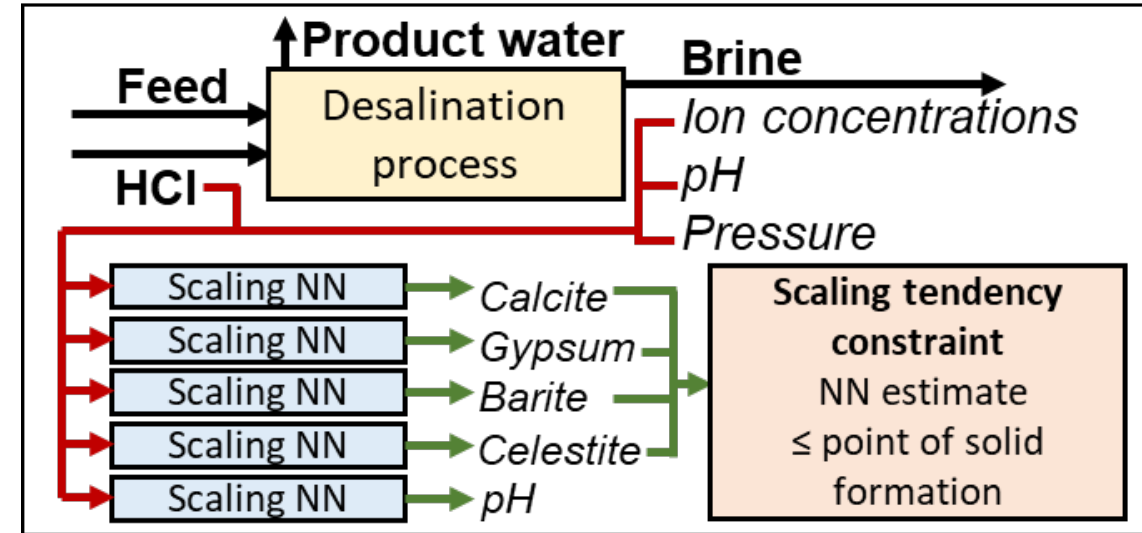 Product water
Brine
Feed
Desalination
process
Ion concentrations
HCl
pH
Pressure
Scaling NN
Calcite
Scaling NN
Gypsum
Scaling NN
Barite
Scaling NN
Celestite
Scaling NN
pH
Scaling tendency
constraint
NN estimate
≤ point of solid
formation